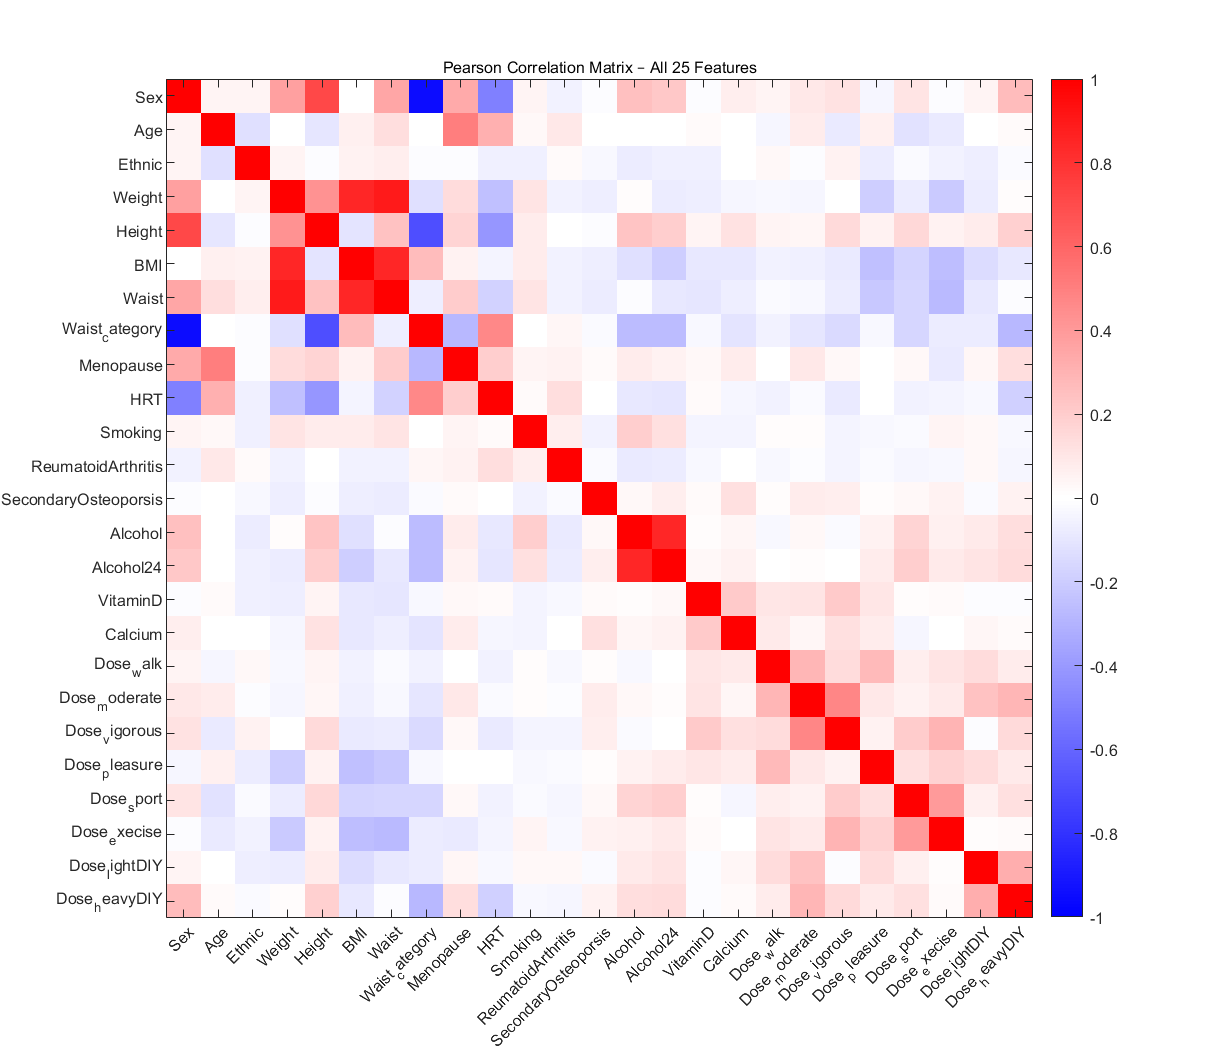 Pearson Correlation Matrix – All 25 Features
Sex
Age
Ethnic
Weight
Height
BMI
Waist
Waist_category
Menopause
HRT
Smoking
ReumatoidArthritis
SecondaryOsteoporsis
Alcohol
Alcohol24
VitaminD
Calcium
Dose_walk
Dose_moderate
Dose_vigorous
Dose_pleasure
Dose_sport
Dose_execise
Dose_lightDIY
Dose_heavyDIY
Sex
Age
Ethnic
Weight
Height
BMI
Waist
Waist_category
Menopause
HRT
Smoking
ReumatoidArthritis
SecondaryOsteoporsis
Alcohol
Alcohol24
VitaminD
Calcium
Dose_walk
Dose_moderate
Dose_vigorous
Dose_pleasure
Dose_sport
Dose_execise
Dose_lightDIY
Dose_heavyDIY
1
0.8
0.6
0.4
0.2
0
-0.2
-0.4
-0.6
-0.8
-1